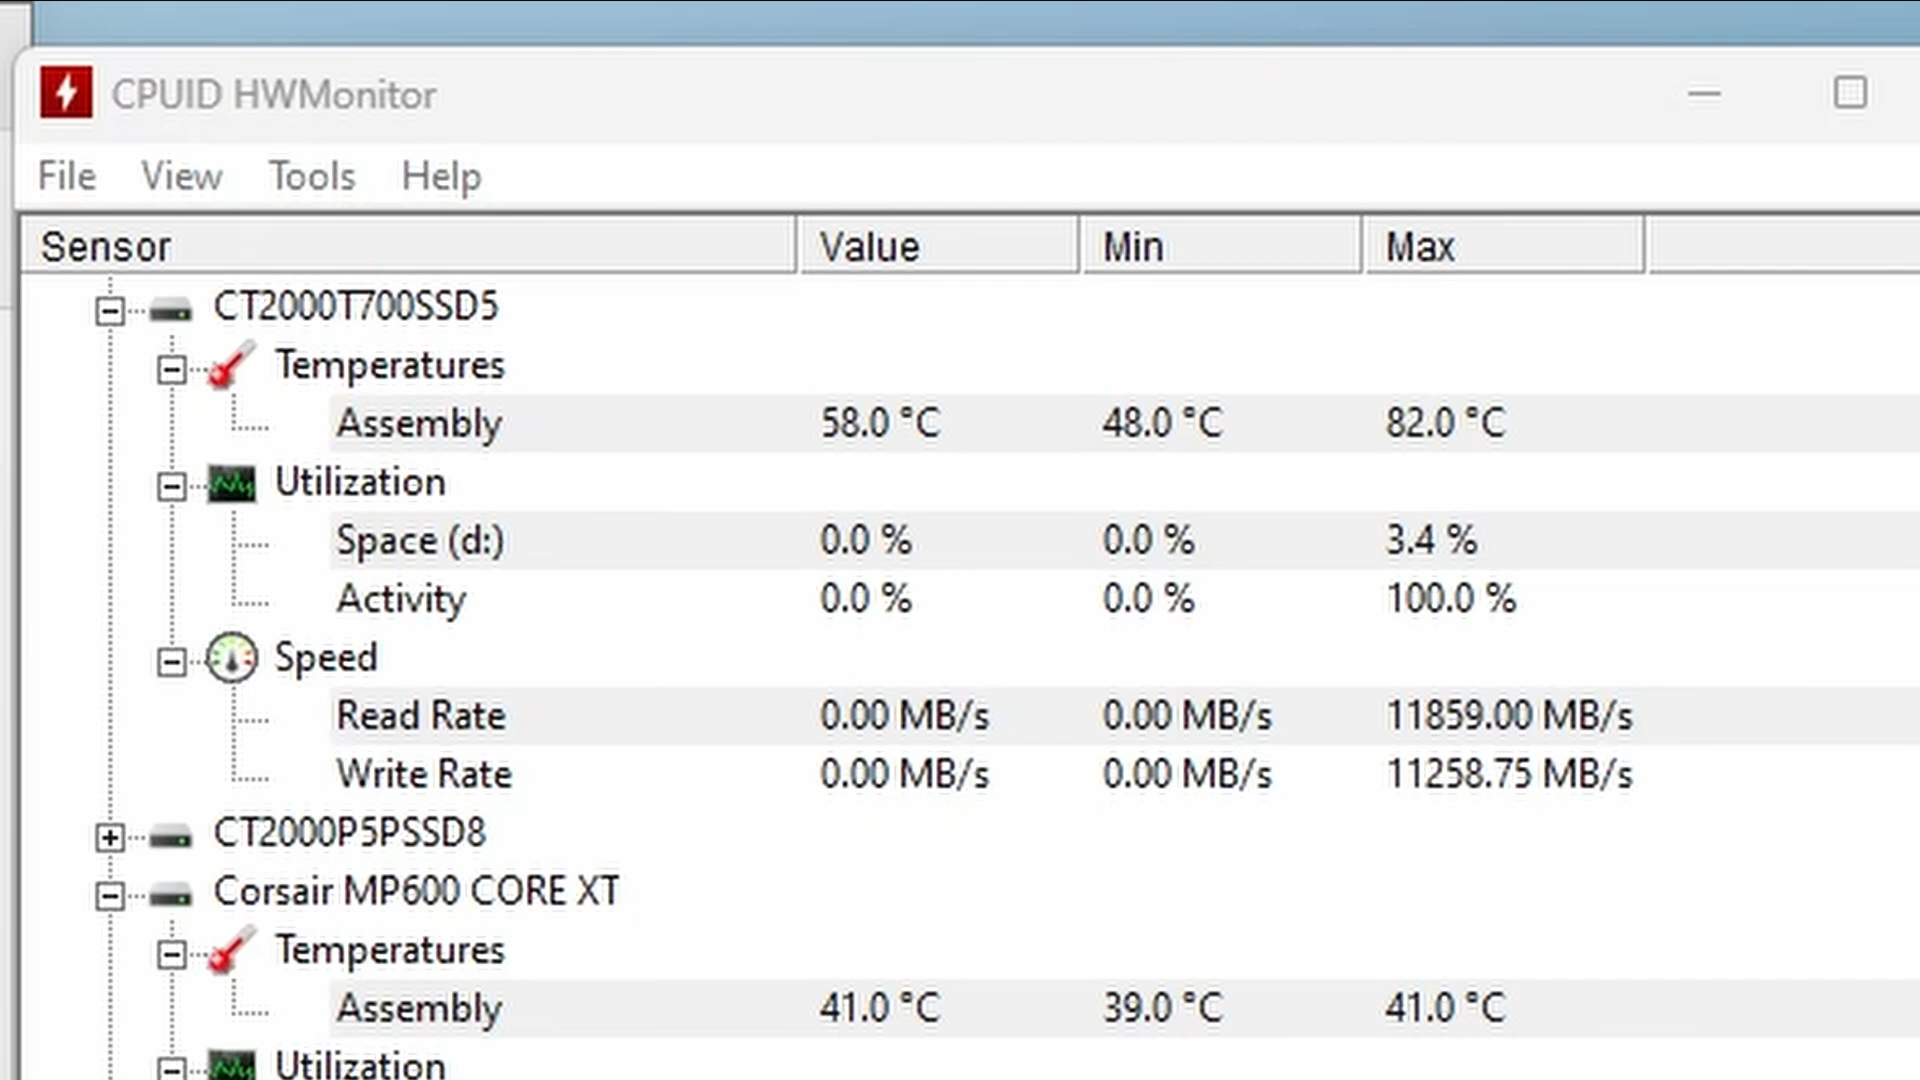 CPUID HWMonitor
File View Tools Help
Sensor Value Min Max
CT2000T700SSD5
Temperatures
Assembly 58.0 °C 48.0 °C 82.0 °C
Utilization
Space (d:) 0.0 % 0.0 % 3.4 %
Activity 0.0 % 0.0 % 100.0 %
Speed
Read Rate 0.00 MB/s 0.00 MB/s 11859.00 MB/s
Write Rate 0.00 MB/s 0.00 MB/s 11258.75 MB/s
CT2000P5PSSD8
Corsair MP600 CORE XT
Temperatures
Assembly 41.0 °C 39.0 °C 41.0 °C
Utilization